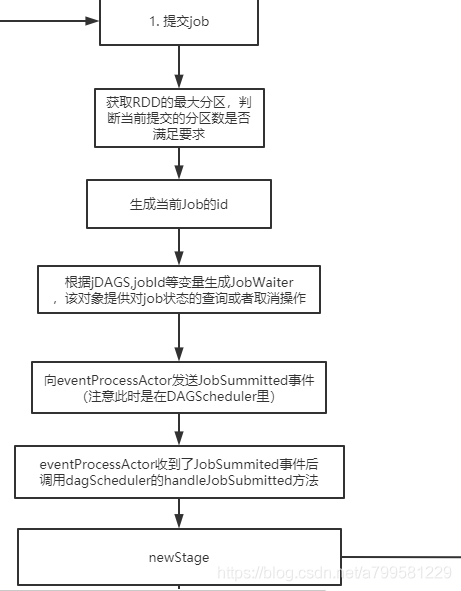 1. 提交job
获取RDD的最大分区，判
断当前提交的分区数是否
满足要求
生成当前Job的id
根据jDAGS,jobId等变量生成JobWaiter
，该对象提供对job状态的查询或者取消操作
向eventProcessActor发送JobSummitted事件
（注意此时是在DAGScheduler里）
eventProcessActor收到了JobSummited事件后
调用dagScheduler的handleJobSubmitted方法
newStage
https://blog.csdn.net/a799581229